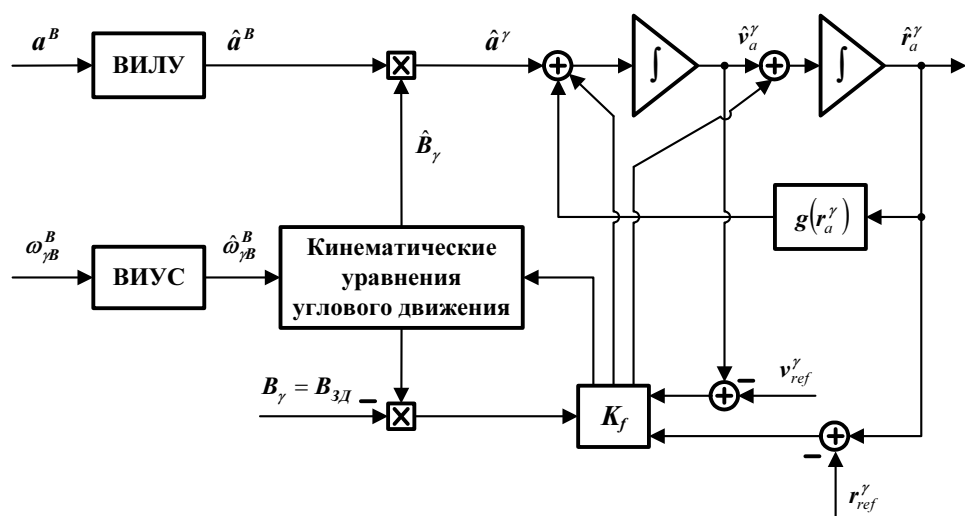 a^B
ВИЛУ
â^B
â^γ
∫
v̂_a^γ
∫
r̂_a^γ
B̂_γ
g(r_a^γ)
ω_γB^B
ВИУС
ω̂_γB^B
Кинематические
уравнения
углового движения
B_γ = B_ЗД
K_f
v_ref^γ
r_ref^γ